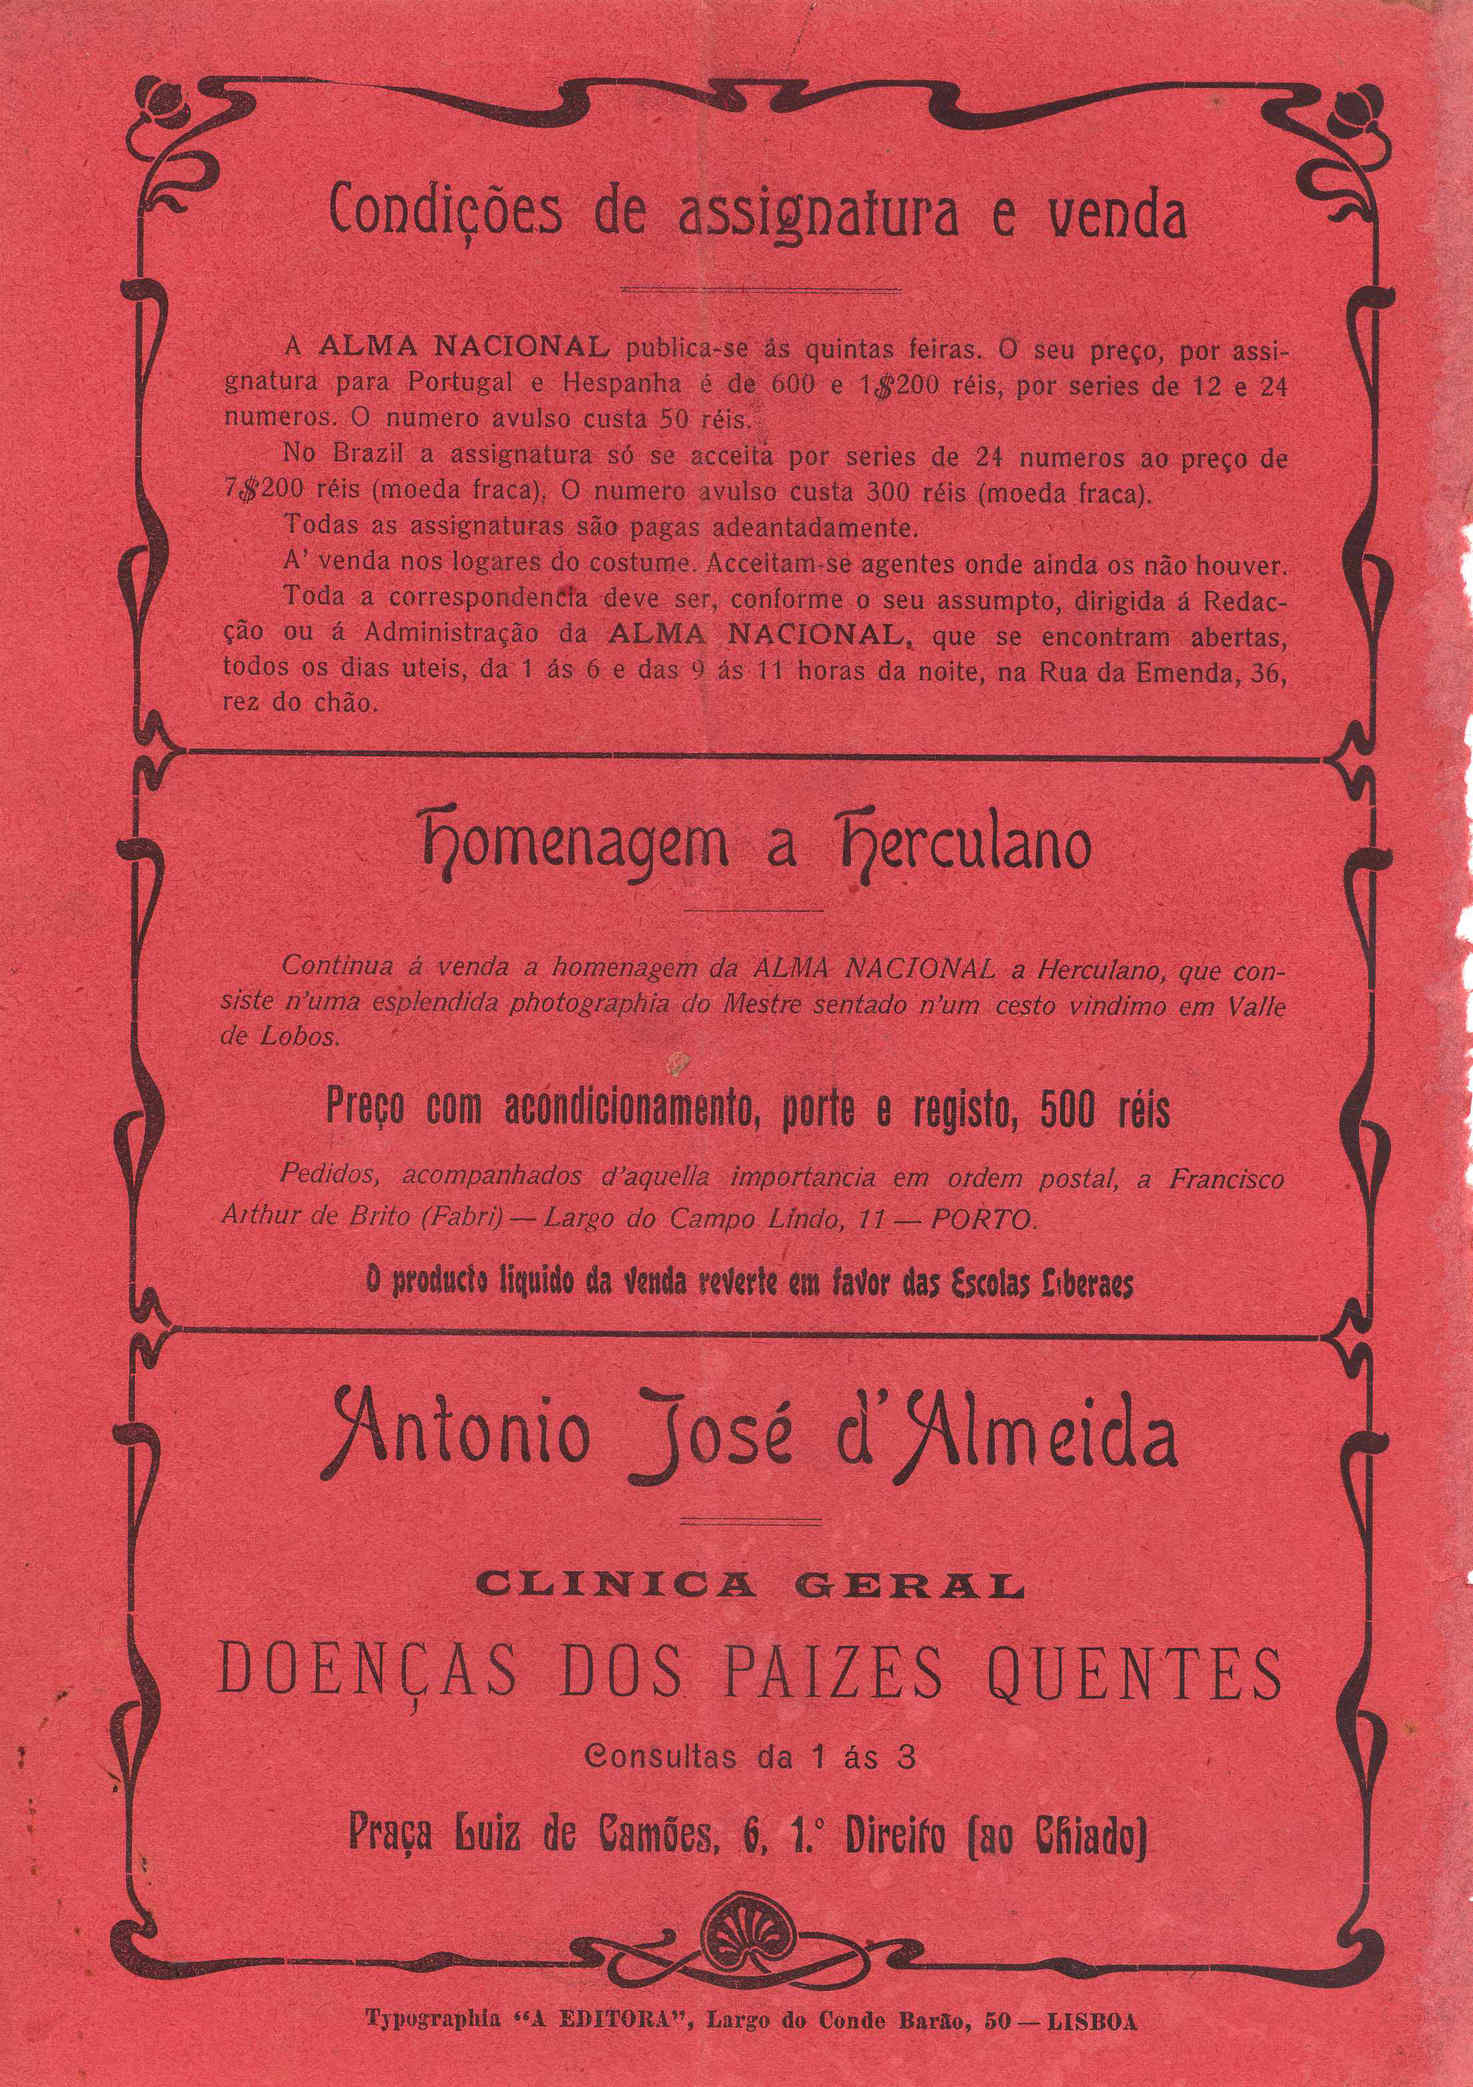 Condições de assignatura e venda
A ALMA NACIONAL publica-se ás quintas feiras. O seu preço, por assi-
gnatura para Portugal e Hespanha é de 600 e 1$200 réis, por series de 12 e 24
numeros. O numero avulso custa 50 réis.
No Brazil a assignatura só se acceita por series de 24 numeros ao preço de
7$200 réis (moeda fraca). O numero avulso custa 300 réis (moeda fraca).
Todas as assignaturas são pagas adeantadamente.
A' venda nos logares do costume. Acceitam-se agentes onde ainda os não houver.
Toda a correspondencia deve ser, conforme o seu assumpto, dirigida á Redac-
ção ou á Administração da ALMA NACIONAL, que se encontram abertas,
todos os dias uteis, da 1 ás 6 e das 9 ás 11 horas da noite, na Rua da Emenda, 36,
rez do chão.
Homenagem a Herculano
Continua á venda a homenagem da ALMA NACIONAL a Herculano, que con-
siste n'uma esplendida photographia do Mestre sentado n'um cesto vindimo em Valle
de Lobos.
Preço com acondicionamento, porte e registo, 500 réis
Pedidos, acompanhados d'aquella importancia em ordem postal, a Francisco
Arthur de Brito (Fabri) — Largo do Campo Lindo, 11 — PORTO.
O producto liquido da venda reverte em favor das Escolas Liberaes
Antonio José d'Almeida
CLINICA GERAL
DOENÇAS DOS PAIZES QUENTES
Consultas da 1 ás 3
Praça Luiz de Camões, 6, 1.º Direito (ao Chiado)
Typographia “A EDITORA”, Largo do Conde Barão, 50 — LISBOA